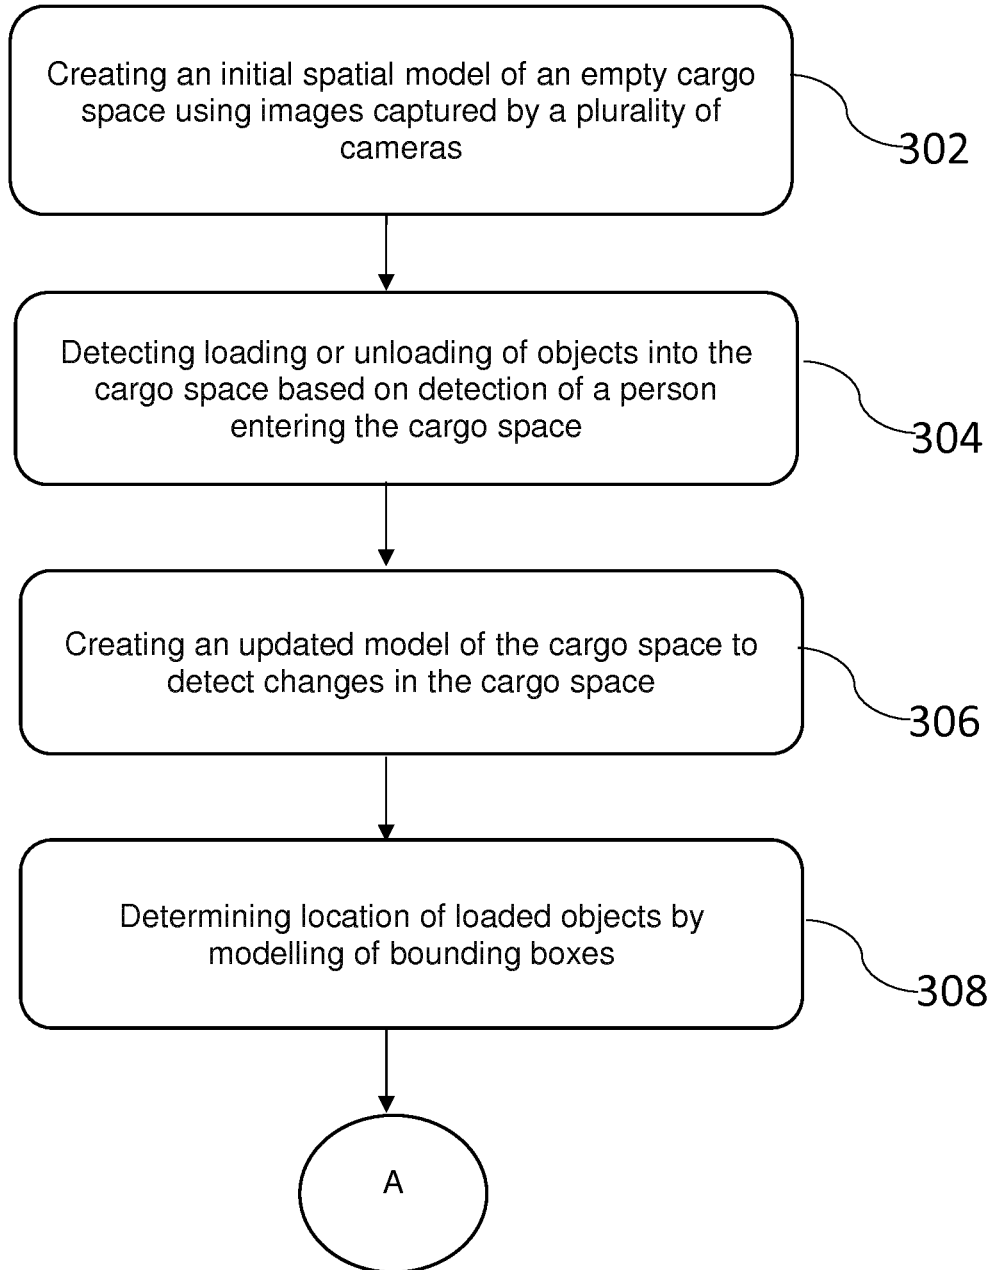 Creating an initial spatial model of an empty cargo
space using images captured by a plurality of
cameras
302
Detecting loading or unloading of objects into the
cargo space based on detection of a person
entering the cargo space
304
Creating an updated model of the cargo space to
detect changes in the cargo space
306
Determining location of loaded objects by
modelling of bounding boxes
308
A